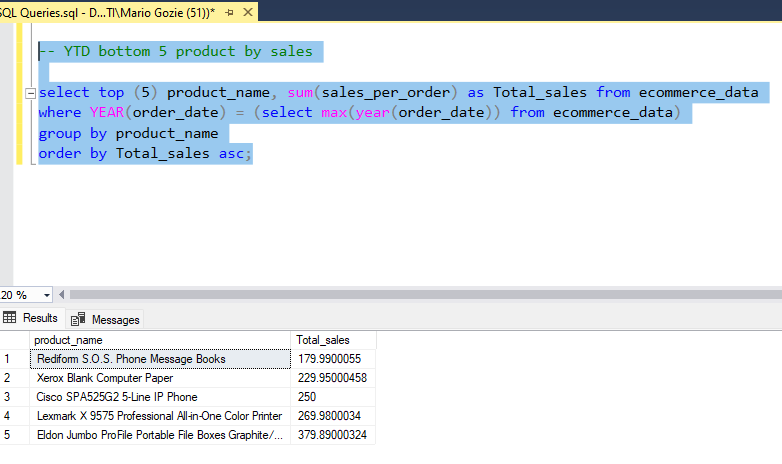 SQL Queries.sql - D...TI\Mario Gozie (51))*
-- YTD bottom 5 product by sales
select top (5) product_name, sum(sales_per_order) as Total_sales from ecommerce_data
where YEAR(order_date) = (select max(year(order_date)) from ecommerce_data)
group by product_name
order by Total_sales asc;
20 %
Results Messages
product_name Total_sales
1 Rediform S.O.S. Phone Message Books 179.9900055
2 Xerox Blank Computer Paper 229.95000458
3 Cisco SPA525G2 5-Line IP Phone 250
4 Lexmark X 9575 Professional All-in-One Color Printer 269.9800034
5 Eldon Jumbo ProFile Portable File Boxes Graphite/... 379.89000324